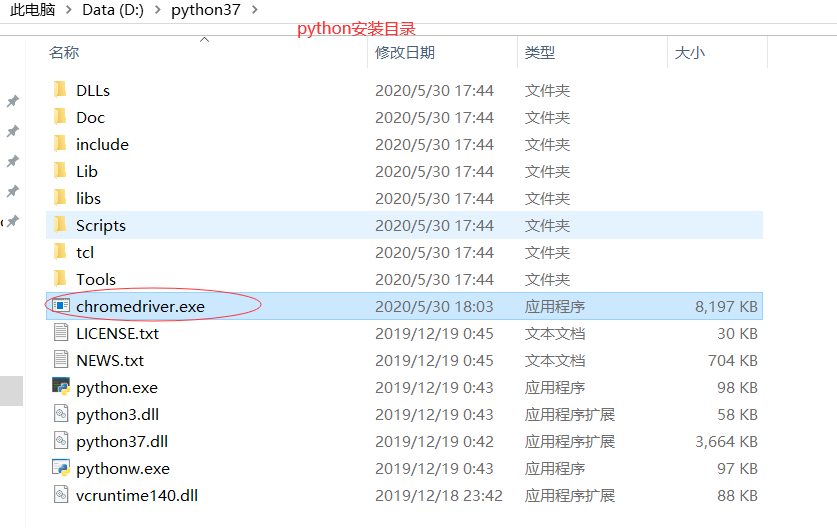 此电脑 > Data (D:) > python37 >
python安装目录
名称 修改日期 类型 大小
DLLs 2020/5/30 17:44 文件夹
Doc 2020/5/30 17:44 文件夹
include 2020/5/30 17:44 文件夹
Lib 2020/5/30 17:44 文件夹
libs 2020/5/30 17:44 文件夹
Scripts 2020/5/30 17:44 文件夹
tcl 2020/5/30 17:44 文件夹
Tools 2020/5/30 17:44 文件夹
chromedriver.exe 2020/5/30 18:03 应用程序 8,197 KB
LICENSE.txt 2019/12/19 0:45 文本文档 30 KB
NEWS.txt 2019/12/19 0:45 文本文档 704 KB
python.exe 2019/12/19 0:43 应用程序 98 KB
python3.dll 2019/12/19 0:43 应用程序扩展 58 KB
python37.dll 2019/12/19 0:42 应用程序扩展 3,664 KB
pythonw.exe 2019/12/19 0:43 应用程序 97 KB
vcruntime140.dll 2019/12/18 23:42 应用程序扩展 88 KB